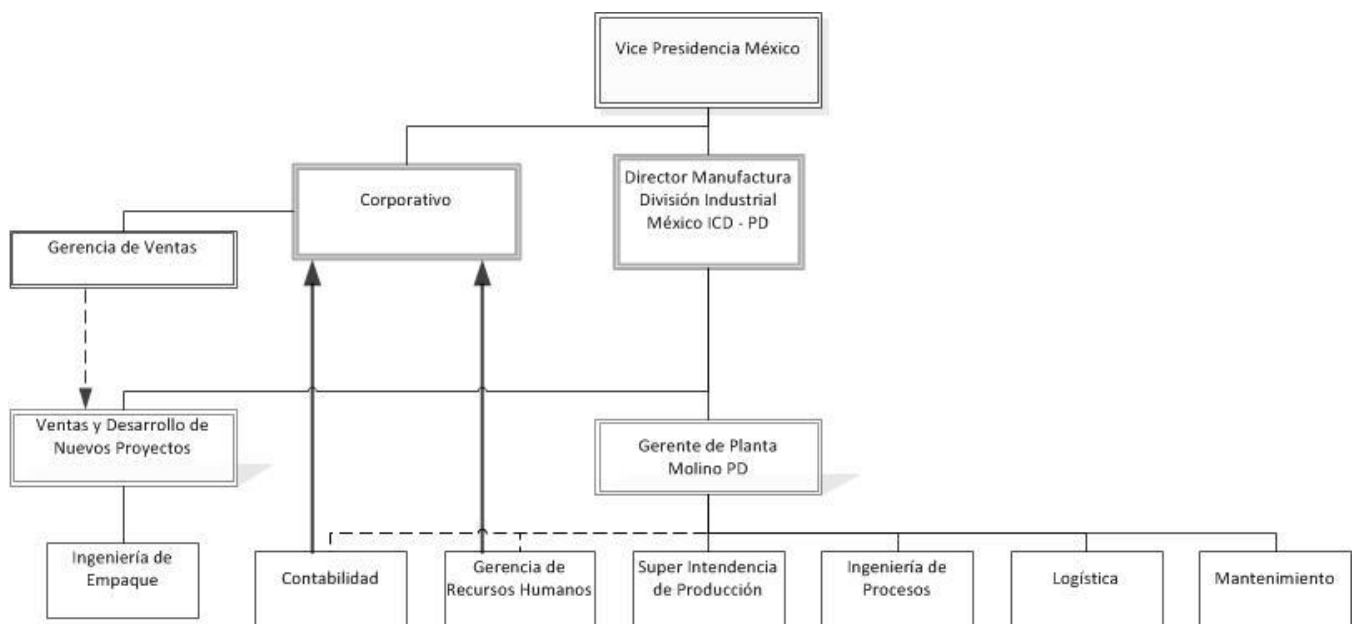 Vice Presidencia México
Corporativo
Director Manufactura
División Industrial
México ICD - PD
Gerencia de Ventas
Ventas y Desarrollo de
Nuevos Proyectos
Gerente de Planta
Molino PD
Ingeniería de
Empaque
Contabilidad
Gerencia de
Recursos Humanos
Super Intendencia
de Producción
Ingeniería de
Procesos
Logística
Mantenimiento